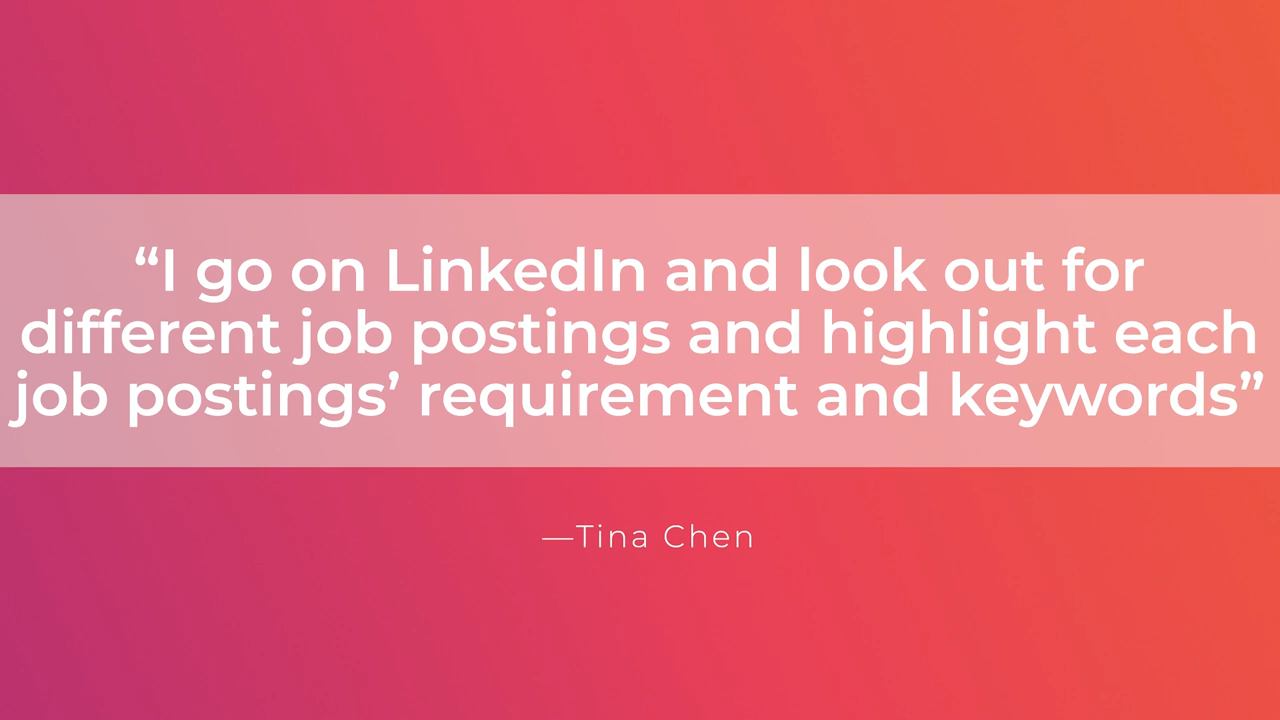 “I go on LinkedIn and look out for
different job postings and highlight each
job postings’ requirement and keywords”
—Tina Chen